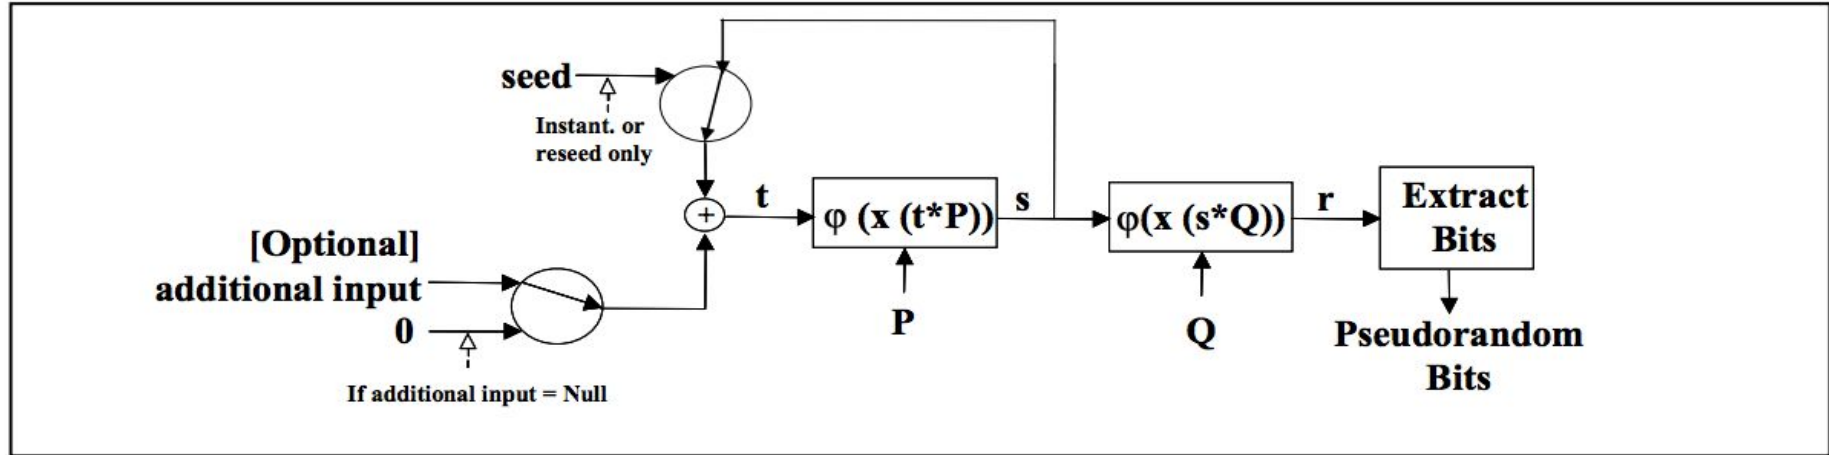 seed
Instant. or
reseed only
t
φ (x (t*P))
s
φ(x (s*Q))
r
Extract
Bits
+
[Optional]
additional input
0
P
Q
Pseudorandom
Bits
If additional input = Null